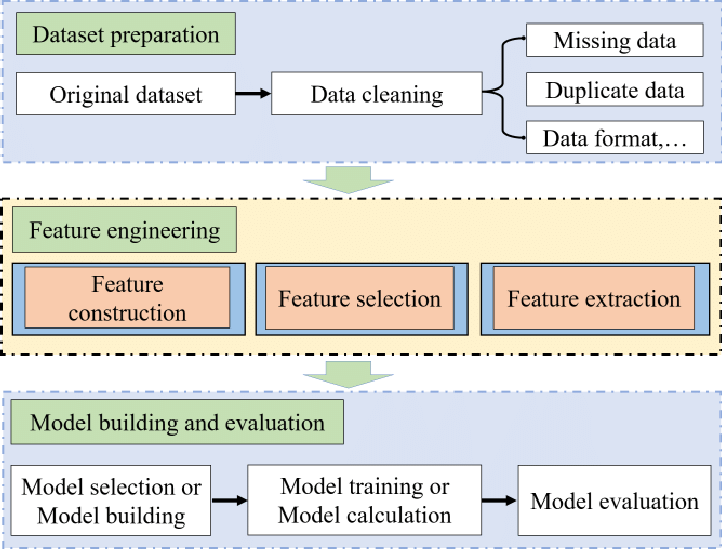 Dataset preparation
Original dataset
Data cleaning
Missing data
Duplicate data
Data format,...
Feature engineering
Feature
construction
Feature selection
Feature extraction
Model building and evaluation
Model selection or
Model building
Model training or
Model calculation
Model evaluation